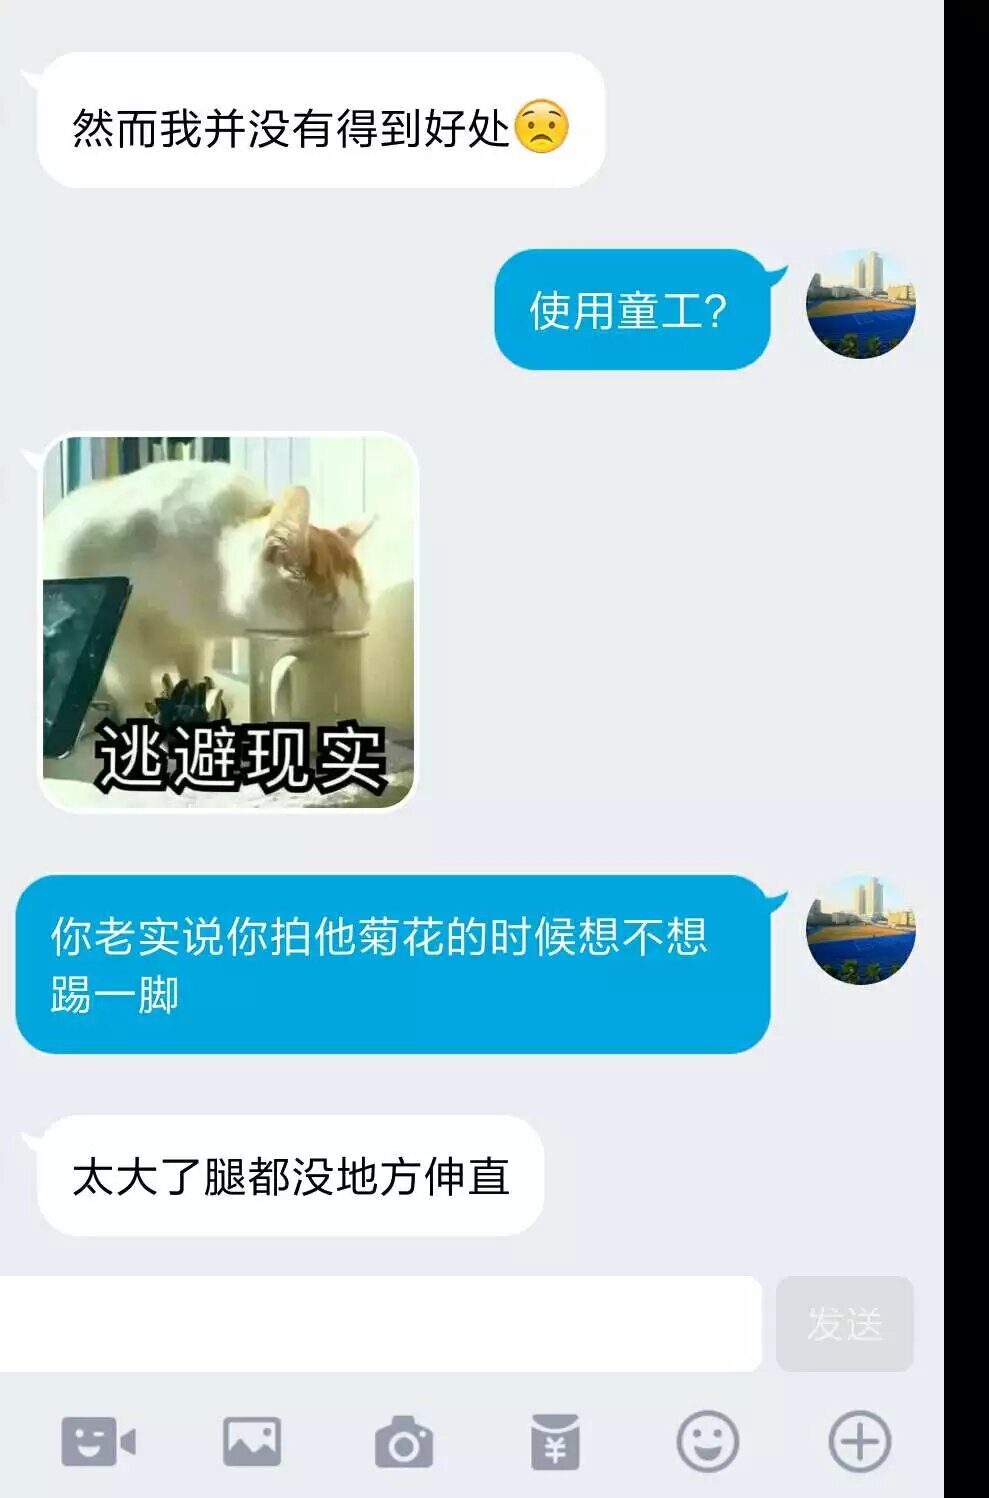 然而我并没有得到好处😟
使用童工?
逃避现实
你老实说你拍他菊花的时候想不想
踢一脚
太大了腿都没地方伸直
发送